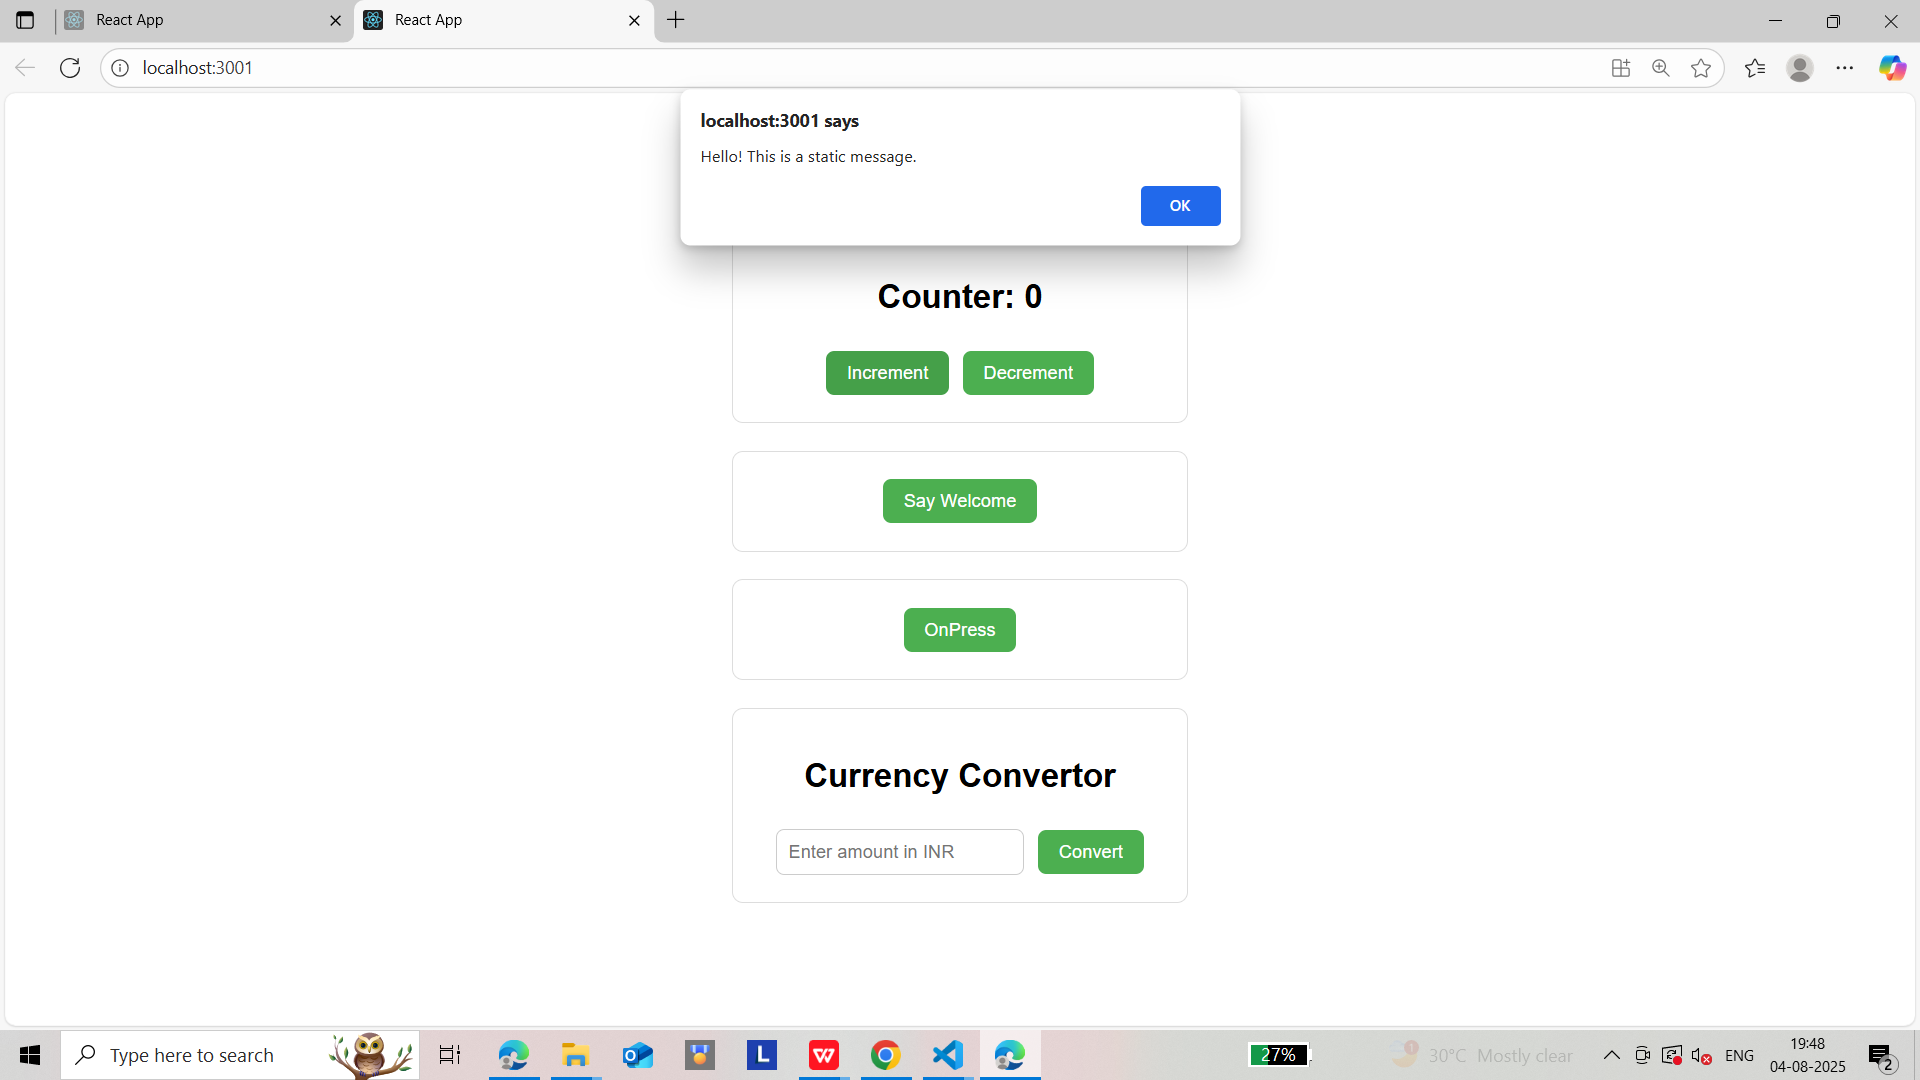 React App
React App
localhost:3001
localhost:3001 says
Hello! This is a static message.
OK
Counter: 0
Increment
Decrement
Say Welcome
OnPress
Currency Convertor
Enter amount in INR
Convert
Type here to search
L
W
27%
1
30°C Mostly clear
ENG
19:48
04-08-2025
2